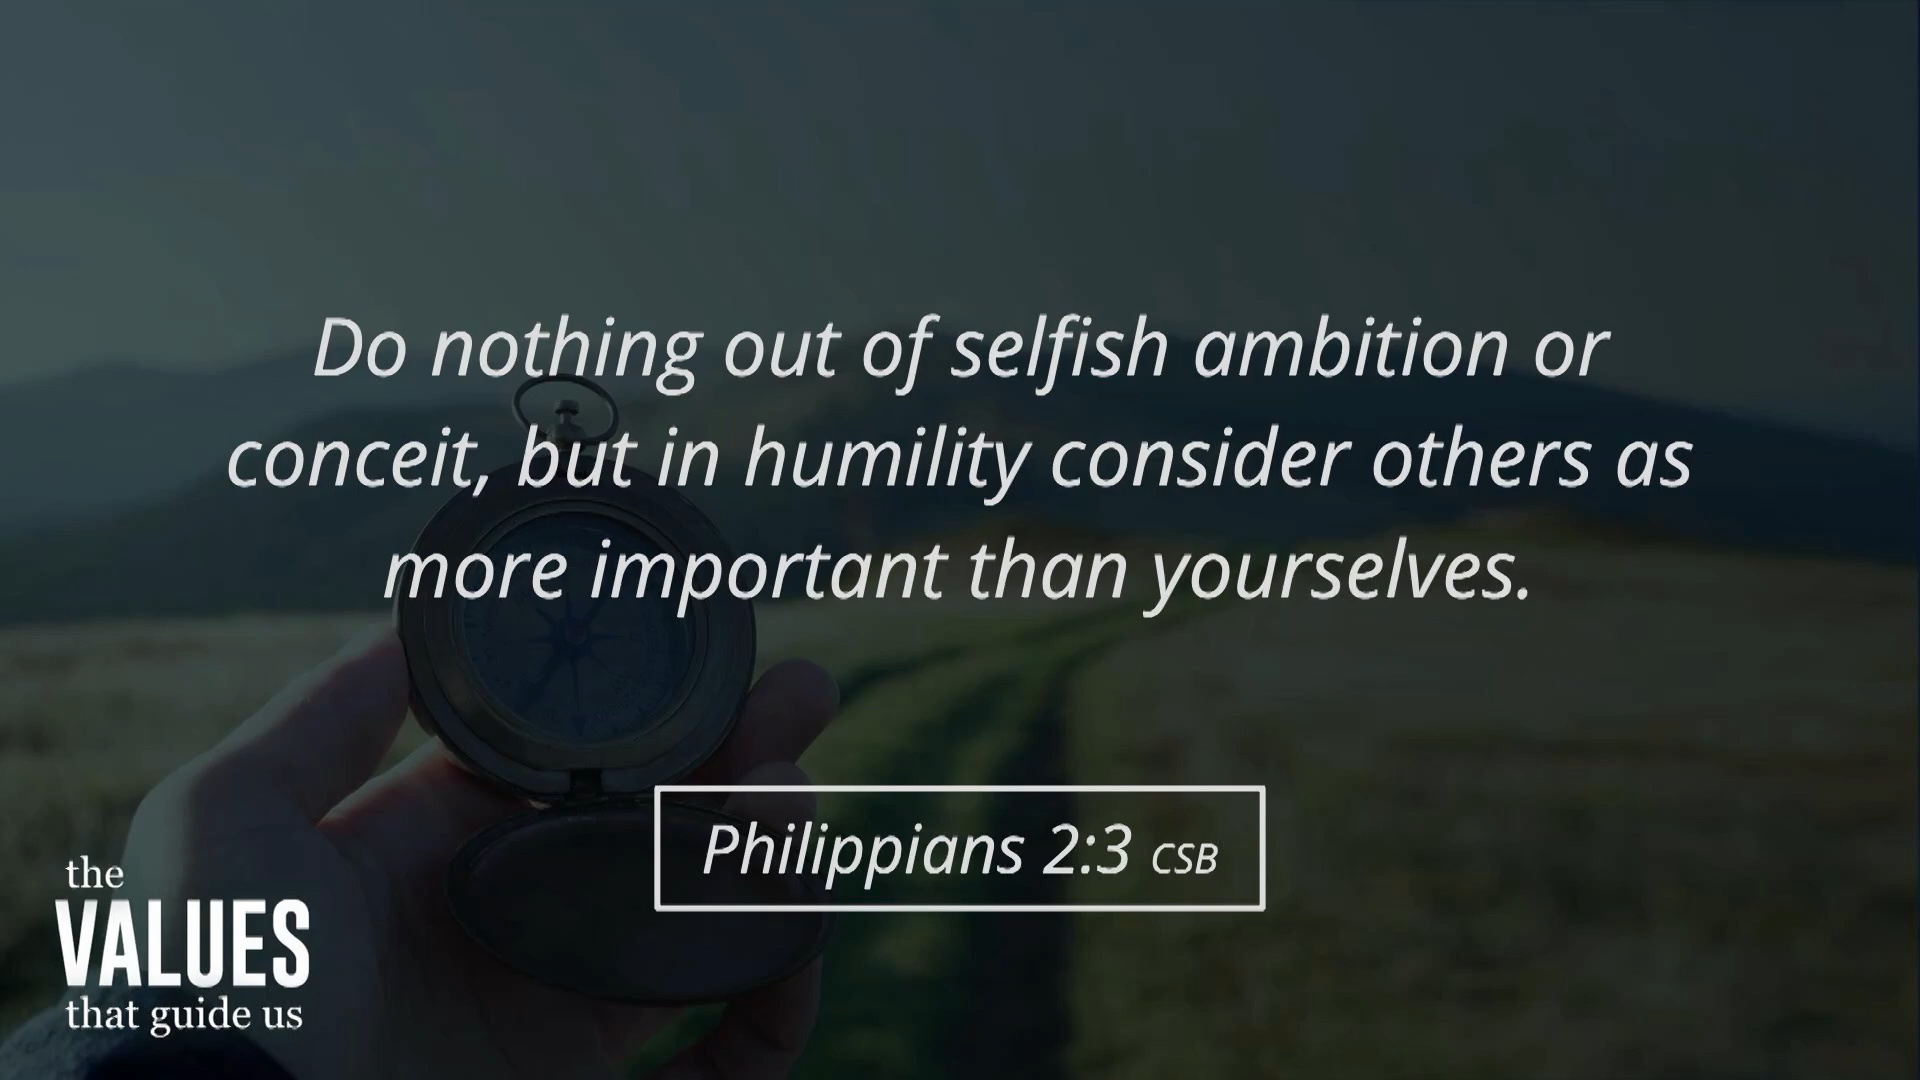 Do nothing out of selfish ambition or
conceit, but in humility consider others as
more important than yourselves.
Philippians 2:3 CSB
the
VALUES
that guide us